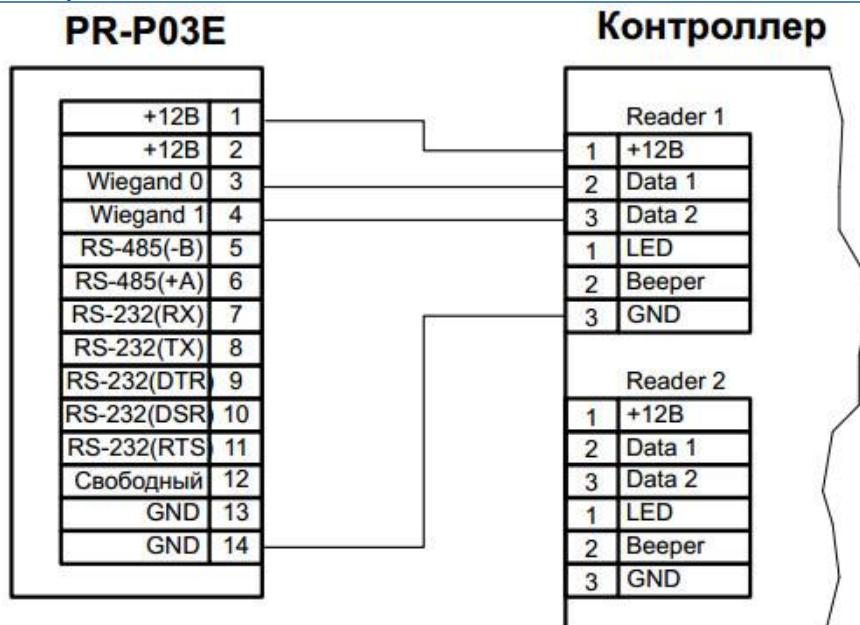 PR-P03E
+12В 1
+12В 2
Wiegand 0 3
Wiegand 1 4
RS-485(-B) 5
RS-485(+A) 6
RS-232(RX) 7
RS-232(TX) 8
RS-232(DTR) 9
RS-232(DSR) 10
RS-232(RTS) 11
Свободный 12
GND 13
GND 14
Контроллер
Reader 1
1 +12В
2 Data 1
3 Data 2
1 LED
2 Beeper
3 GND
Reader 2
1 +12В
2 Data 1
3 Data 2
1 LED
2 Beeper
3 GND